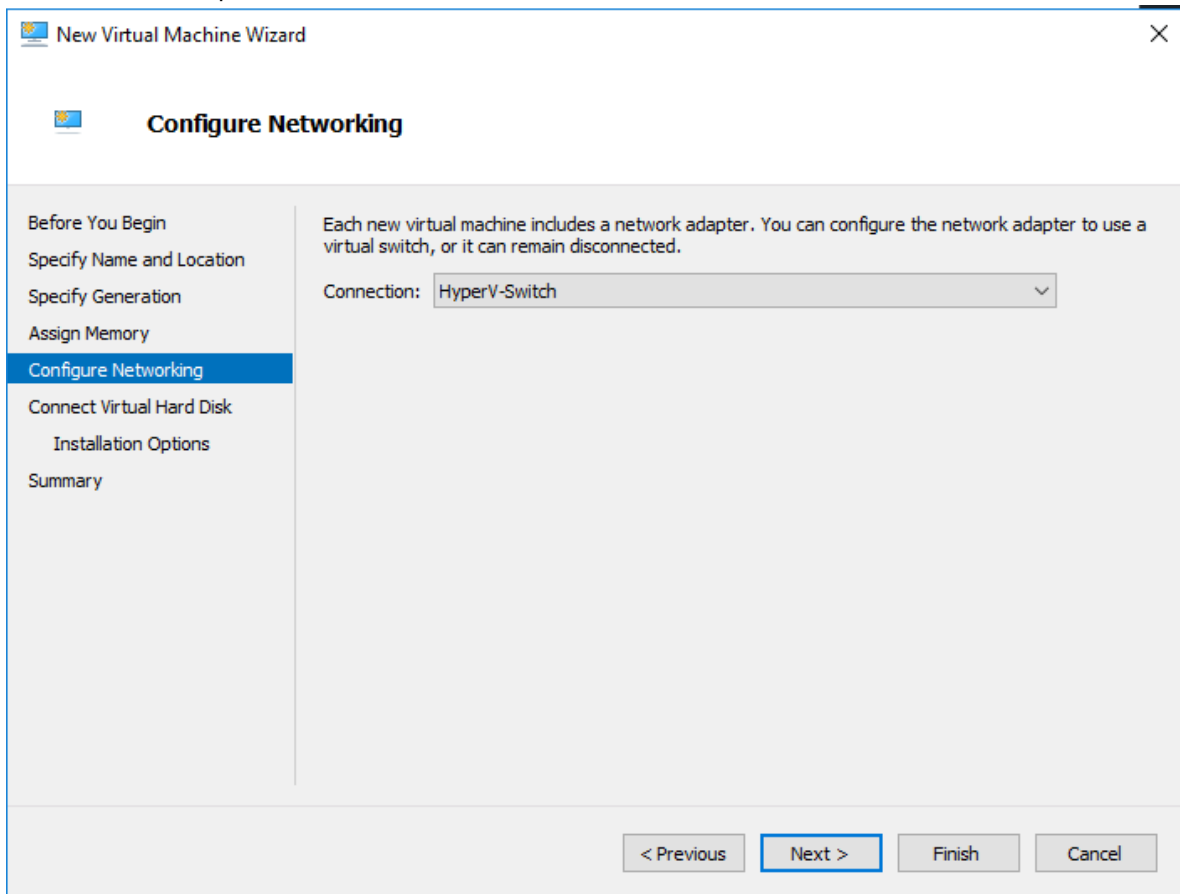 New Virtual Machine Wizard
Configure Networking
Before You Begin
Specify Name and Location
Specify Generation
Assign Memory
Configure Networking
Connect Virtual Hard Disk
Installation Options
Summary
Each new virtual machine includes a network adapter. You can configure the network adapter to use a
virtual switch, or it can remain disconnected.
Connection: HyperV-Switch
< Previous Next > Finish Cancel